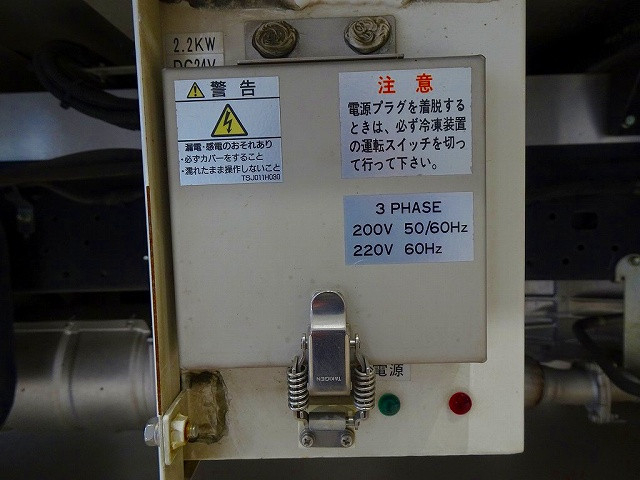 2.2KW
DC24V
警告
漏電・感電のおそれあり
・必ずカバーをすること
・濡れたまま操作しないこと
TSJ011H030
注意
電源プラグを着脱する
ときは、必ず冷凍装置
の運転スイッチを切っ
て行って下さい。
3 PHASE
200V 50/60Hz
220V 60Hz
TAKIGEN
電源